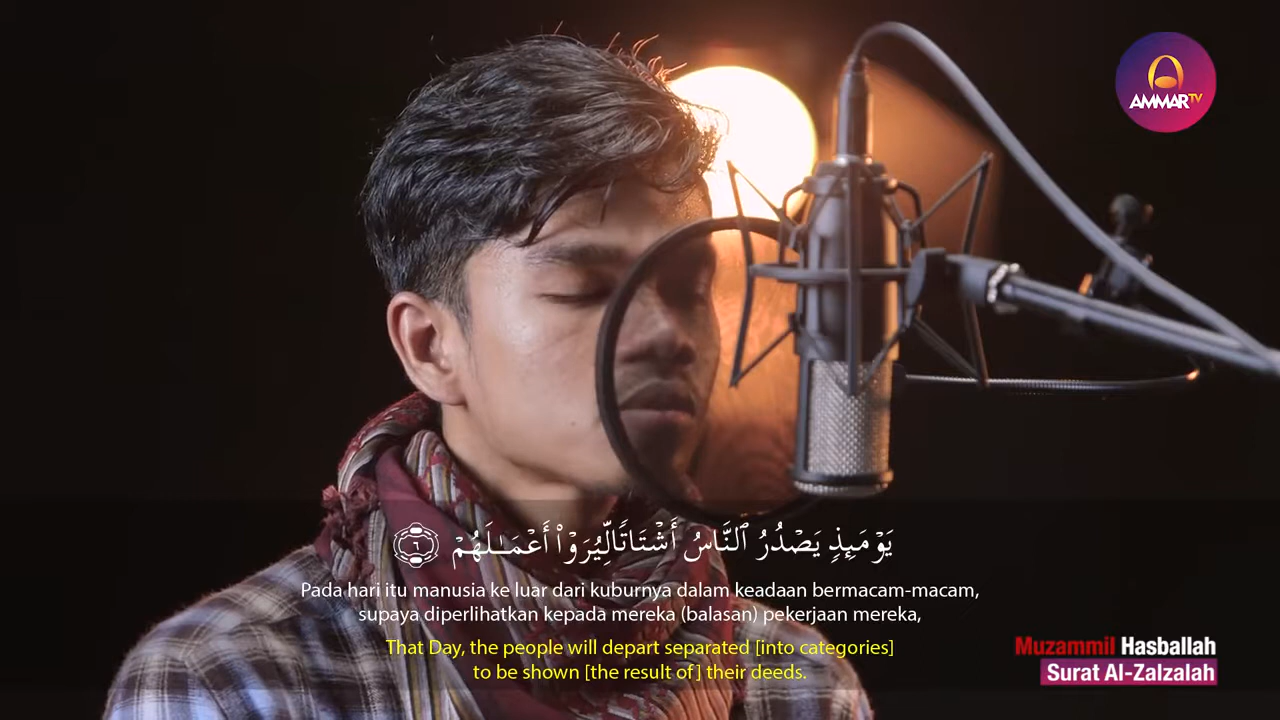 AMMARTV
يَوْمَئِذٍ يَصْدُرُ ٱلنَّاسُ أَشْتَاتًا لِّيُرَوْا۟ أَعْمَـٰلَهُمْ ٦
Pada hari itu manusia ke luar dari kuburnya dalam keadaan bermacam-macam,
supaya diperlihatkan kepada mereka (balasan) pekerjaan mereka,
That Day, the people will depart separated [into categories]
to be shown [the result of] their deeds.
Muzammil Hasballah
Surat Al-Zalzalah